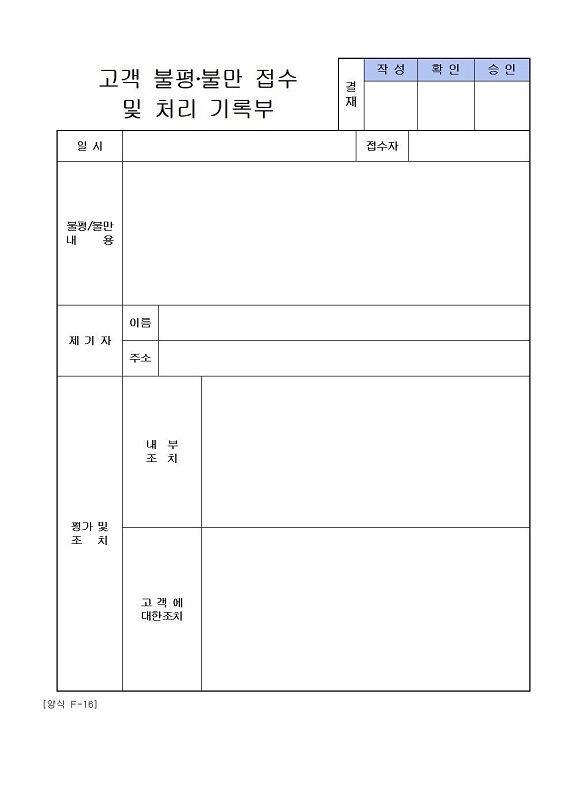 고객 불평·불만 접수
및 처리 기록부
결
재
작 성 확 인 승 인
일 시 접수자
불평/불만
내 용
제 기 자
이름
주소
평가 및
조 치
내 부
조 치
고 객 에
대한조치
[양식 F-16]